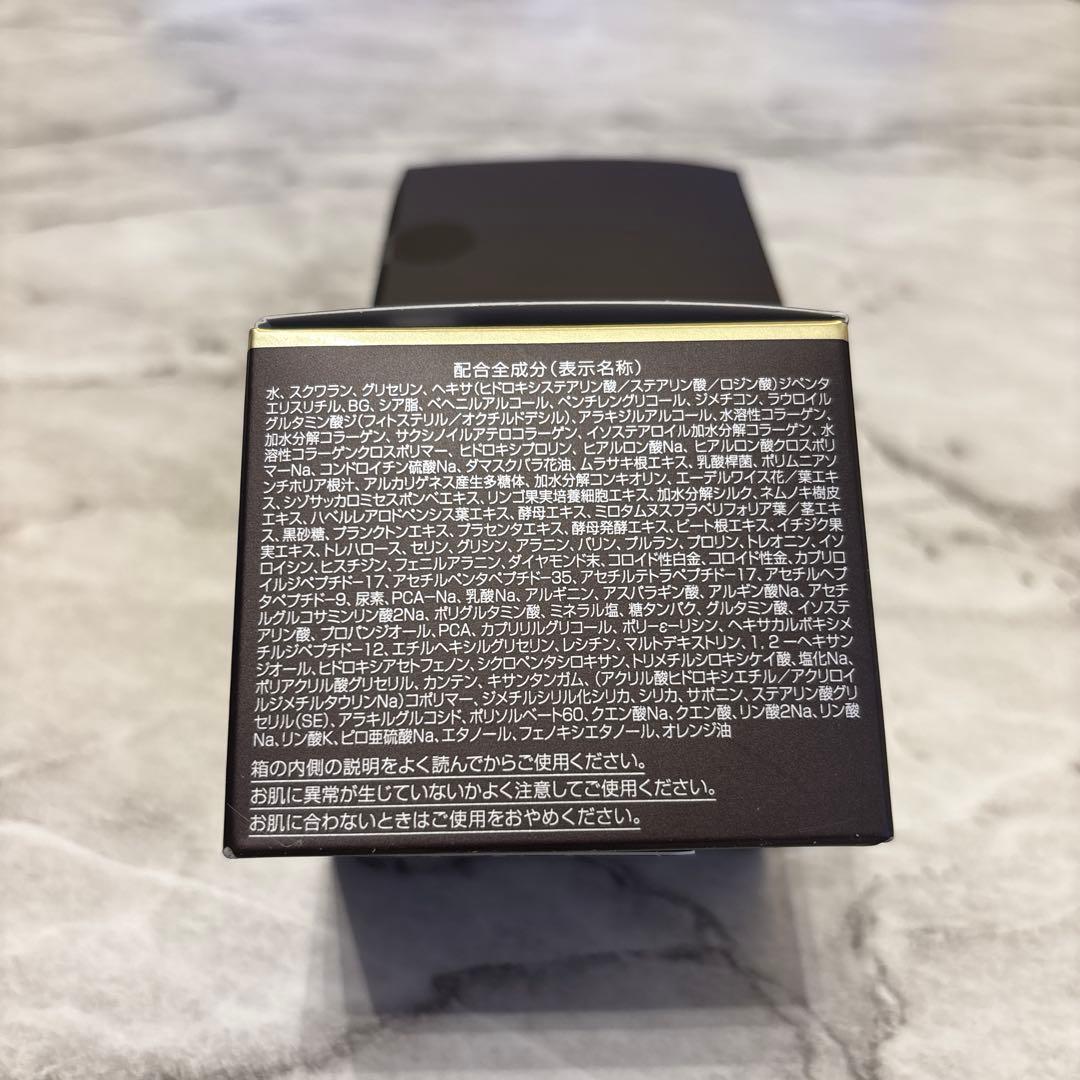 配合全成分(表示名称)
水、スクワラン、グリセリン、ヘキサ(ヒドロキシステアリン酸/ステアリン酸/ロジン酸)ジペンタ
エリスリチル、BG、シア脂、ベヘニルアルコール、ペンチレングリコール、ジメチコン、ラウロイル
グルタミン酸ジ(フィトステリル/オクチルドデシル)、アラキジルアルコール、水溶性コラーゲン、
加水分解コラーゲン、サクシノイルアテロコラーゲン、イソステアロイル加水分解コラーゲン、水
溶性コラーゲンクロスポリマー、ヒドロキシプロリン、ヒアルロン酸Na、ヒアルロン酸クロスポリ
マーNa、コンドロイチン硫酸Na、ダマスクバラ花油、ムラサキ根エキス、乳酸桿菌、ポリムニアソ
ンチホリア根汁、アルカリゲネス産生多糖体、加水分解コンキオリン、エーデルワイス花/葉エキ
ス、シゾサッカロミセスポンベエキス、リンゴ果実培養細胞エキス、加水分解シルク、ネムノキ樹皮
エキス、ハベルレアロドペンシス葉エキス、酵母エキス、ミロタムヌスフラベリフォリア葉/茎エキ
ス、黒砂糖、プランクトンエキス、プラセンタエキス、酵母発酵エキス、ビート根エキス、イチジク果
実エキス、トレハロース、セリン、グリシン、アラニン、バリン、プルラン、プロリン、トレオニン、イソ
ロイシン、ヒスチジン、フェニルアラニン、ダイヤモンド末、コロイド性白金、コロイド性金、カプリロ
イルジペプチド-17、アセチルペンタペプチド-35、アセチルテトラペプチド-17、アセチルヘプ
タペプチド-9、尿素、PCA-Na、乳酸Na、アルギニン、アスパラギン酸、アルギン酸Na、アセチ
ルグルコサミンリン酸2Na、ポリグルタミン酸、ミネラル塩、糖タンパク、グルタミン酸、イソステ
アリン酸、プロパンジオール、PCA、カプリリルグリコール、ポリ-ε-リシン、ヘキサカルボキシメ
チルジペプチド-12、エチルヘキシルグリセリン、レシチン、マルトデキストリン、1,2-ヘキサン
ジオール、ヒドロキシアセトフェノン、シクロペンタシロキサン、トリメチルシロキシケイ酸、塩化Na、
ポリアクリル酸グリセリル、カンテン、キサンタンガム、(アクリル酸ヒドロキシエチル/アクリロイ
ルジメチルタウリンNa)コポリマー、ジメチルシリル化シリカ、シリカ、サポニン、ステアリン酸グリ
セリル(SE)、アラキルグルコシド、ポリソルベート60、クエン酸Na、クエン酸、リン酸2Na、リン酸
Na、リン酸K、ピロ亜硫酸Na、エタノール、フェノキシエタノール、オレンジ油
箱の内側の説明をよく読んでからご使用ください。
お肌に異常が生じていないかよく注意してご使用ください。
お肌に合わないときはご使用をおやめください。